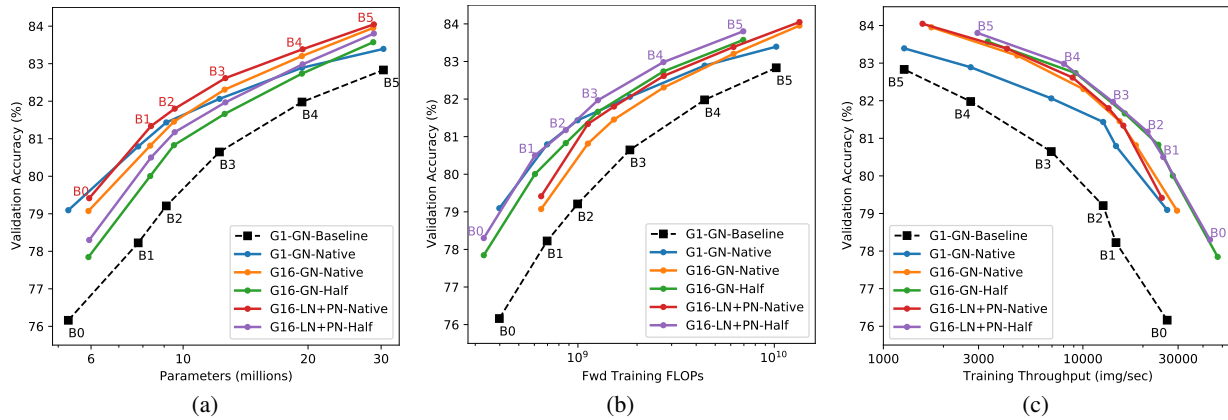 84
83
82
81
80
79
78
77
76
Validation Accuracy (%)
6
10
20
30
Parameters (millions)
B0
B1
B2
B3
B4
B5
B0
B1
B2
B3
B4
B5
G1-GN-Baseline
G1-GN-Native
G16-GN-Native
G16-GN-Half
G16-LN+PN-Native
G16-LN+PN-Half
(a)
84
83
82
81
80
79
78
77
76
Validation Accuracy (%)
10⁹
10¹⁰
Fwd Training FLOPs
B0
B1
B2
B3
B4
B5
B0
B1
B2
B3
B4
B5
G1-GN-Baseline
G1-GN-Native
G16-GN-Native
G16-GN-Half
G16-LN+PN-Native
G16-LN+PN-Half
(b)
84
83
82
81
80
79
78
77
76
Validation Accuracy (%)
1000
3000
10000
30000
Training Throughput (img/sec)
B5
B4
B3
B2
B1
B0
B5
B4
B3
B2
B1
B0
G1-GN-Baseline
G1-GN-Native
G16-GN-Native
G16-GN-Half
G16-LN+PN-Native
G16-LN+PN-Half
(c)